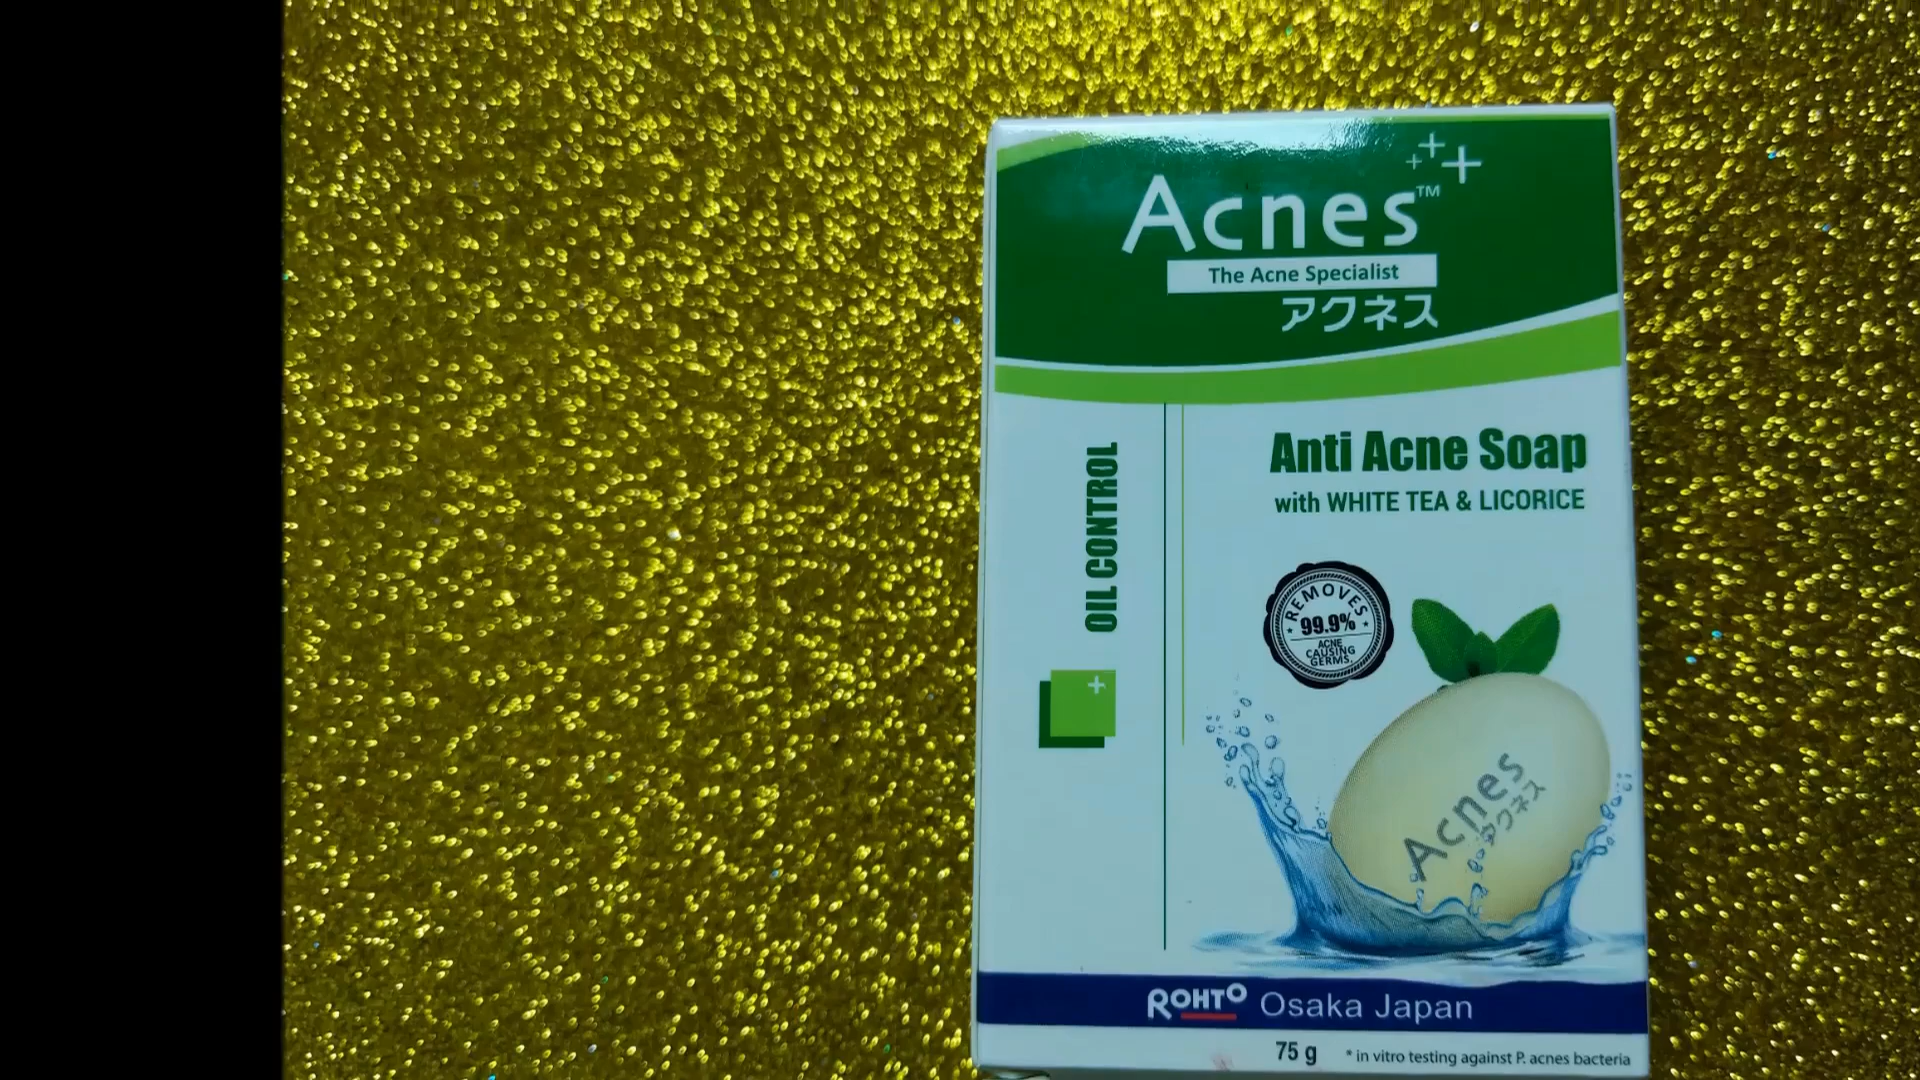 Acnes™
The Acne Specialist
アクネス
OIL CONTROL
Anti Acne Soap
with WHITE TEA & LICORICE
REMOVES
99.9%
ACNE
CAUSING
GERMS.
Acnes
アクネス
ROHTO Osaka Japan
75 g
* in vitro testing against P. acnes bacteria